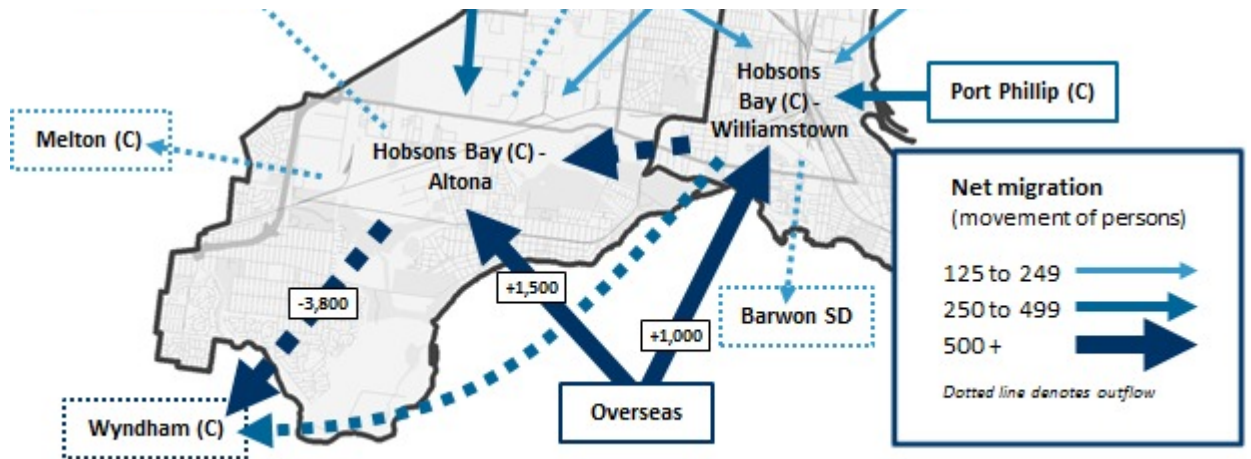 Hobsons
Bay (C) -
Williamstown
Port Phillip (C)
Melton (C)
Hobsons Bay (C) -
Altona
Net migration
(movement of persons)
125 to 249
250 to 499
500 +
Dotted line denotes outflow
-3,800
+1,500
+1,000
Barwon SD
Overseas
Wyndham (C)